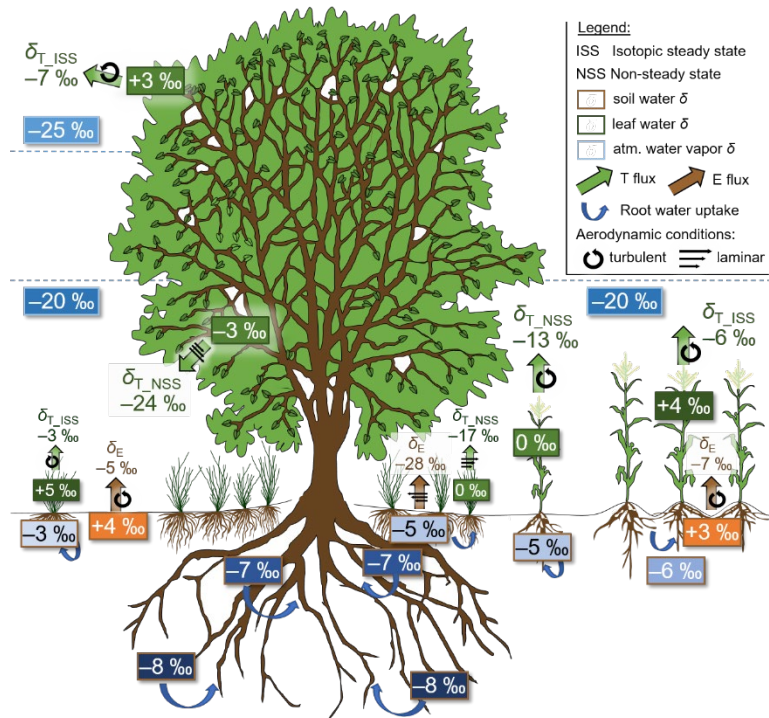 δT_ISS
−7 ‰
+3 ‰
−25 ‰
Legend:
ISS Isotopic steady state
NSS Non-steady state
soil water δ
leaf water δ
atm. water vapor δ
T flux
E flux
Root water uptake
Aerodynamic conditions:
turbulent
laminar
−20 ‰
−20 ‰
−3 ‰
δT_NSS
−24 ‰
δT_NSS
−13 ‰
δT_ISS
−6 ‰
+4 ‰
0 ‰
δT_ISS
−3 ‰
δE
−5 ‰
+5 ‰
−3 ‰
+4 ‰
δE
−28 ‰
δT_NSS
−17 ‰
0 ‰
−5 ‰
δE
−7 ‰
+3 ‰
−5 ‰
−6 ‰
−7 ‰
−7 ‰
−8 ‰
−8 ‰